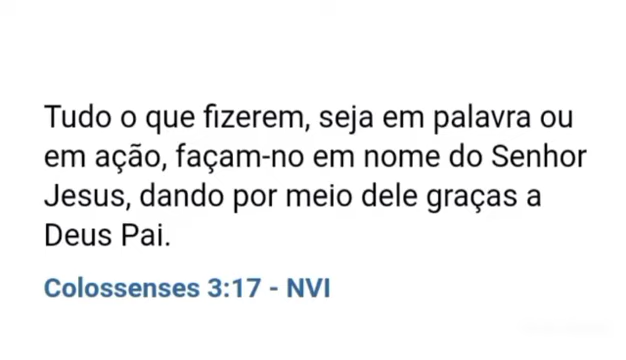 Tudo o que fizerem, seja em palavra ou
em ação, façam-no em nome do Senhor
Jesus, dando por meio dele graças a
Deus Pai.
Colossenses 3:17 - NVI